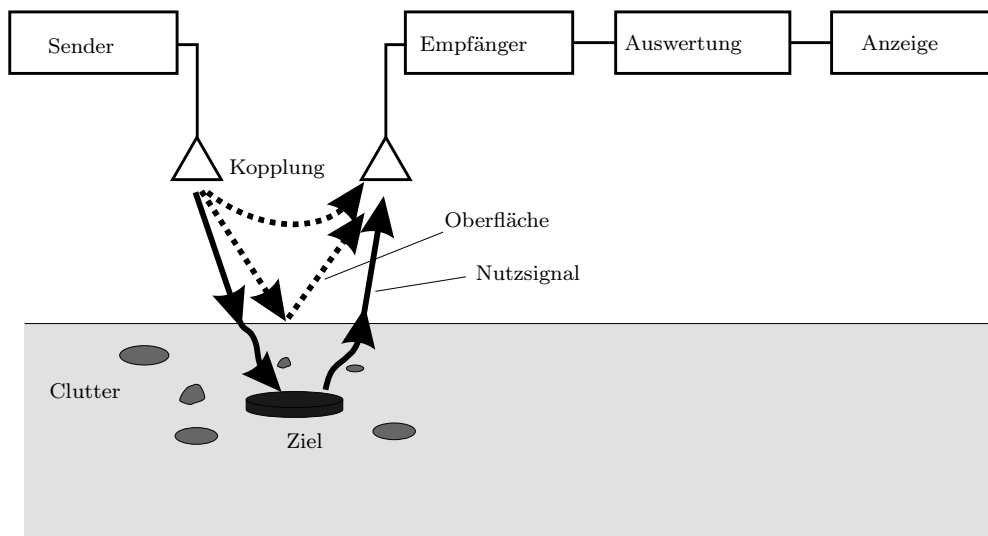 Sender
Empfänger
Auswertung
Anzeige
Kopplung
Oberfläche
Nutzsignal
Clutter
Ziel